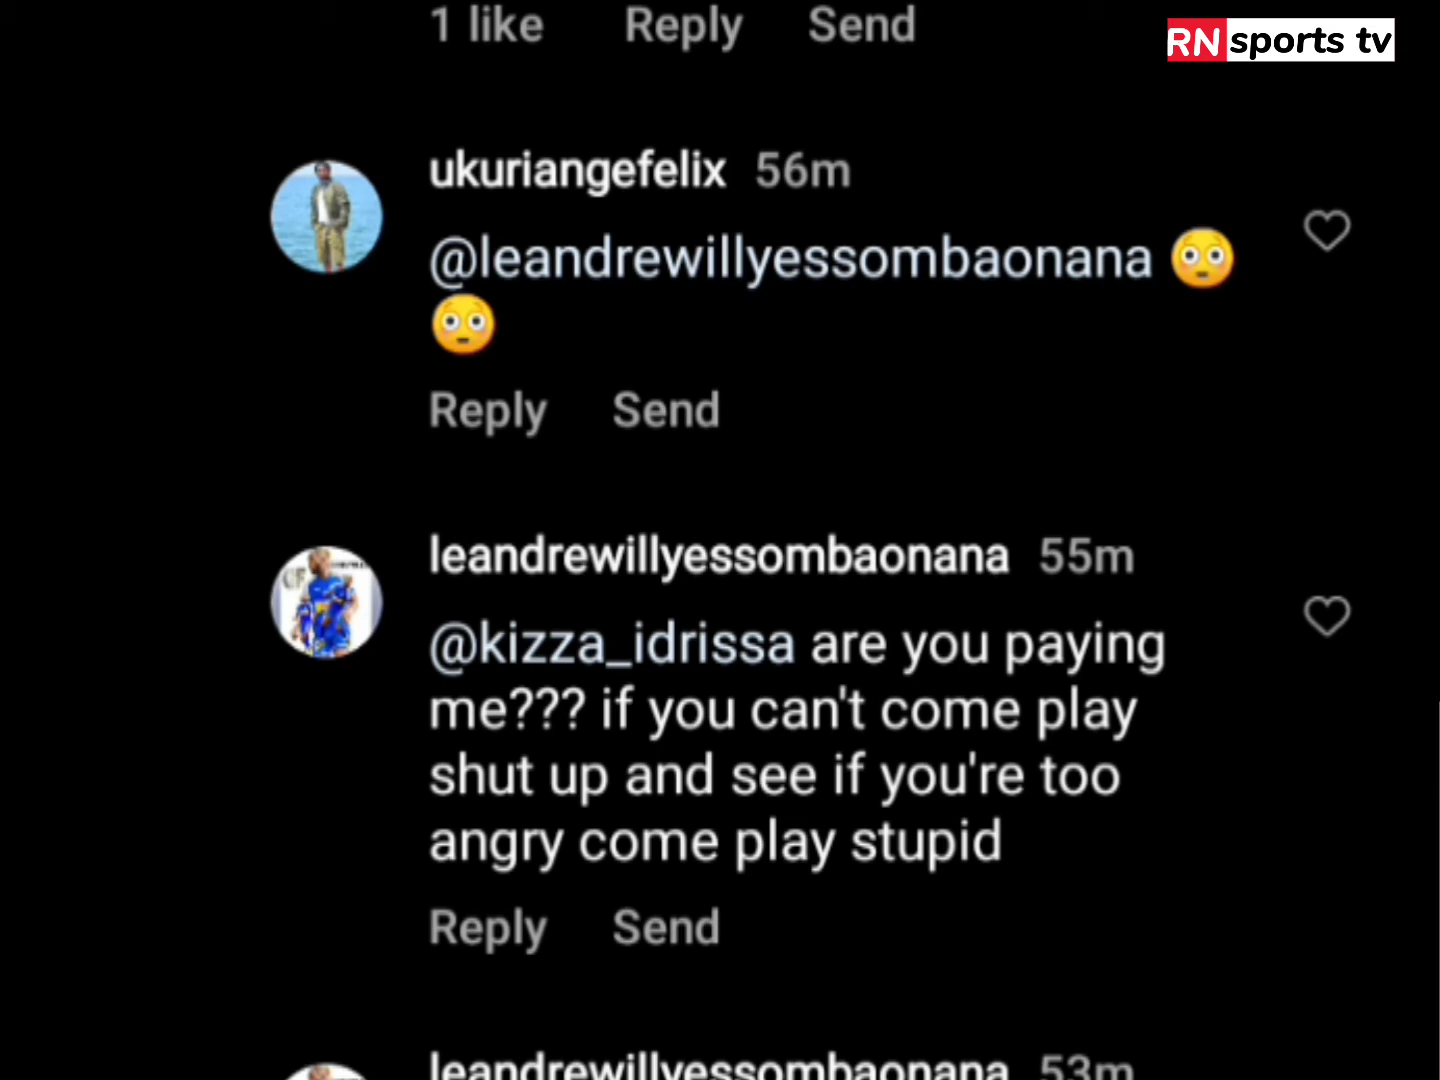 1 like Reply Send
RN sports tv
ukuriangefelix 56m
@leandrewillyessombaonana 😳
😳
Reply Send
leandrewillyessombaonana 55m
@kizza_idrissa are you paying
me??? if you can't come play
shut up and see if you're too
angry come play stupid
Reply Send
leandrewillyessombaonana 53m